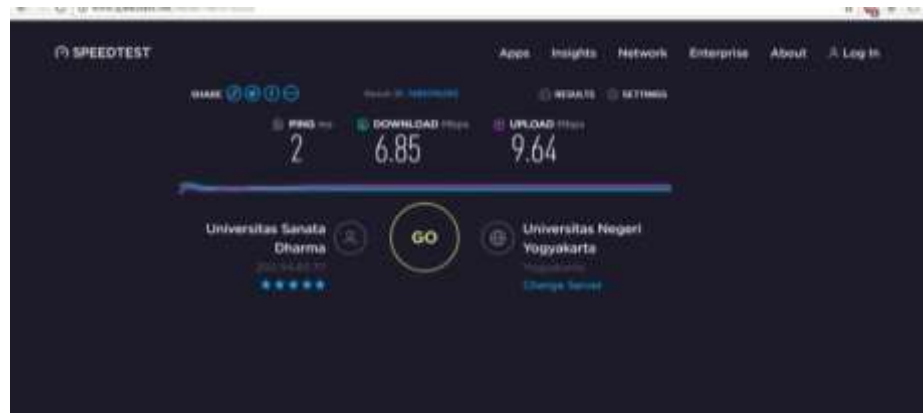 SPEEDTEST
Apps Insights Network Enterprise About Log In
SHARE RESULTS SETTINGS
PING ms DOWNLOAD Mbps UPLOAD Mbps
2 6.85 9.64
Universitas Sanata Dharma
GO
Universitas Negeri Yogyakarta
Yogyakarta
Change Server